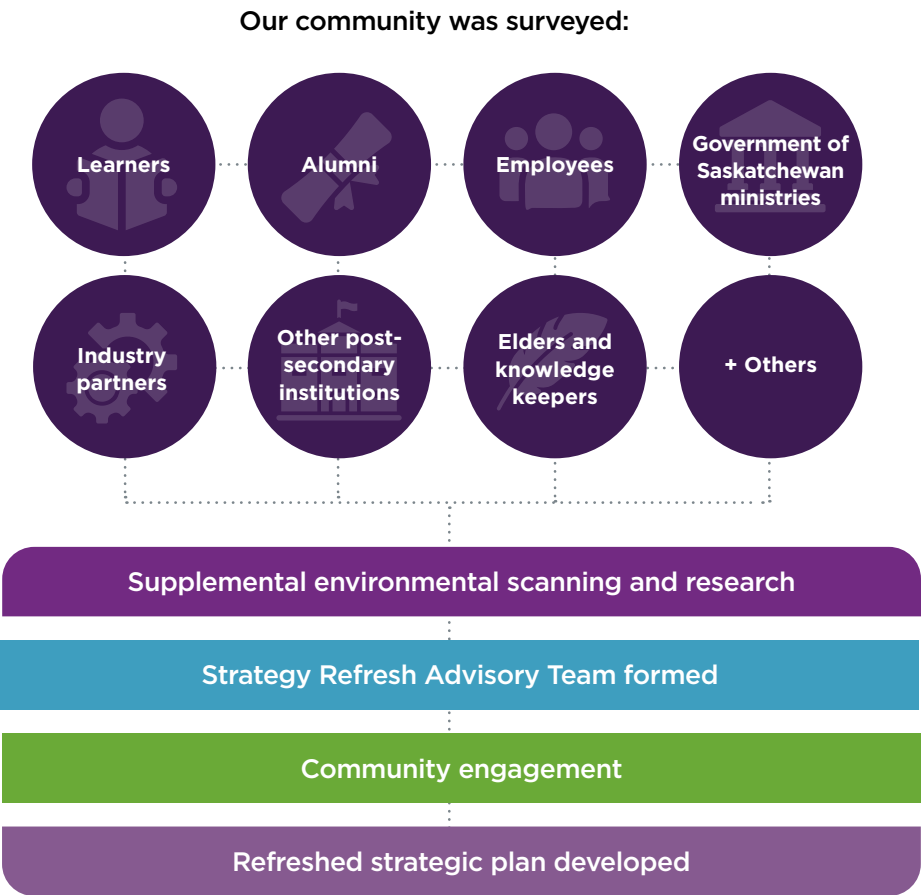 Our community was surveyed:
Learners
Alumni
Employees
Government of
Saskatchewan
ministries
Industry
partners
Other post-
secondary
institutions
Elders and
knowledge
keepers
+ Others
Supplemental environmental scanning and research
Strategy Refresh Advisory Team formed
Community engagement
Refreshed strategic plan developed